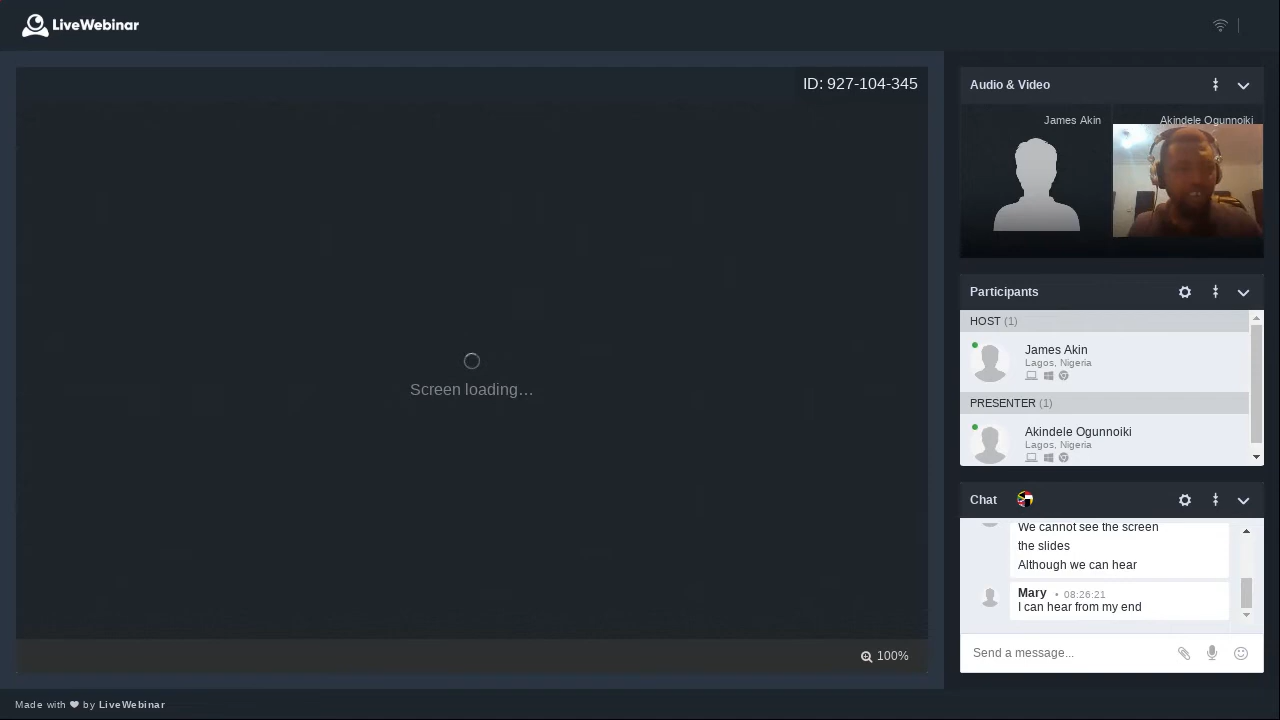 LiveWebinar
ID: 927-104-345
Screen loading...
100%
Audio & Video
James Akin
Akindele Ogunnoiki
Participants
HOST (1)
James Akin
Lagos, Nigeria
PRESENTER (1)
Akindele Ogunnoiki
Lagos, Nigeria
Chat
We cannot see the screen
the slides
Although we can hear
Mary • 08:26:21
I can hear from my end
Send a message...
Made with ❤ by LiveWebinar